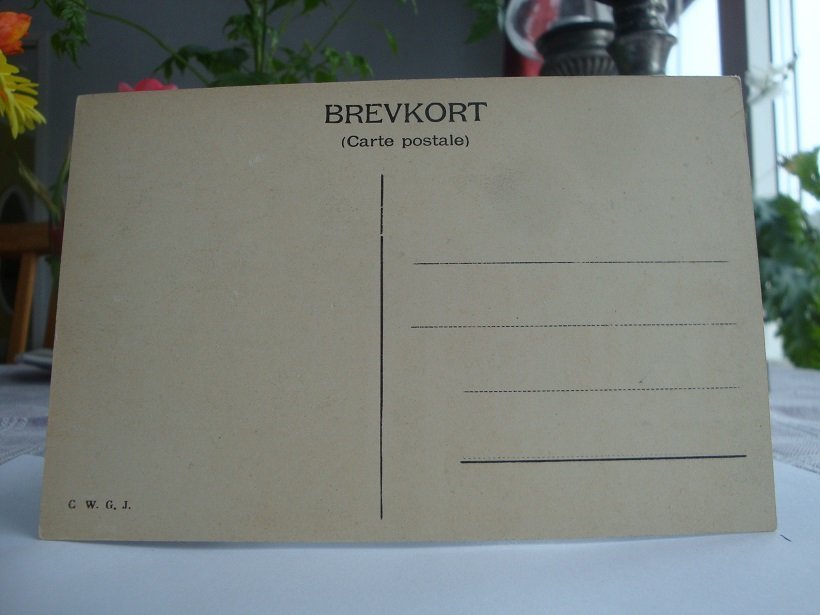 BREVKORT
(Carte postale)
C W. G. J.